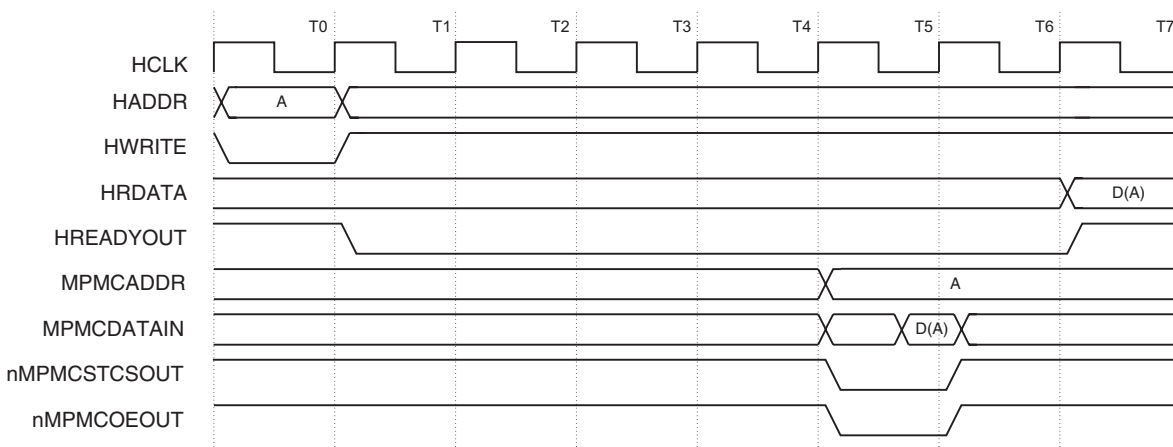 T0 T1 T2 T3 T4 T5 T6 T7
HCLK
HADDR A
HWRITE
HRDATA D(A)
HREADYOUT
MPMCADDR A
MPMCDATAIN D(A)
nMPMCSTCSOUT
nMPMCOEOUT